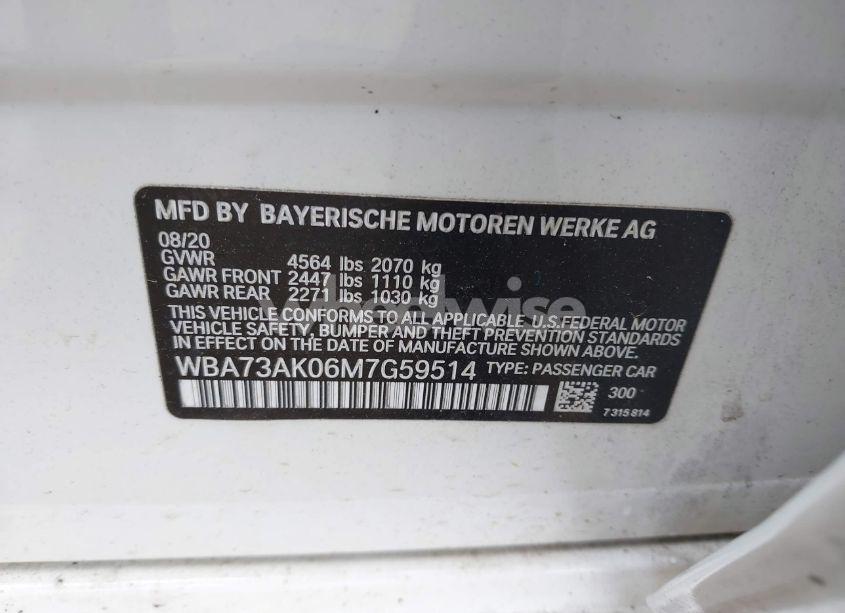 MFD BY BAYERISCHE MOTOREN WERKE AG
08/20
GVWR 4564 lbs 2070 kg
GAWR FRONT 2447 lbs 1110 kg
GAWR REAR 2271 lbs 1030 kg
THIS VEHICLE CONFORMS TO ALL APPLICABLE U.S.FEDERAL MOTOR
VEHICLE SAFETY, BUMPER AND THEFT PREVENTION STANDARDS
IN EFFECT ON THE DATE OF MANUFACTURE SHOWN ABOVE.
WBA73AK06M7G59514 TYPE: PASSENGER CAR
300
7 315 814